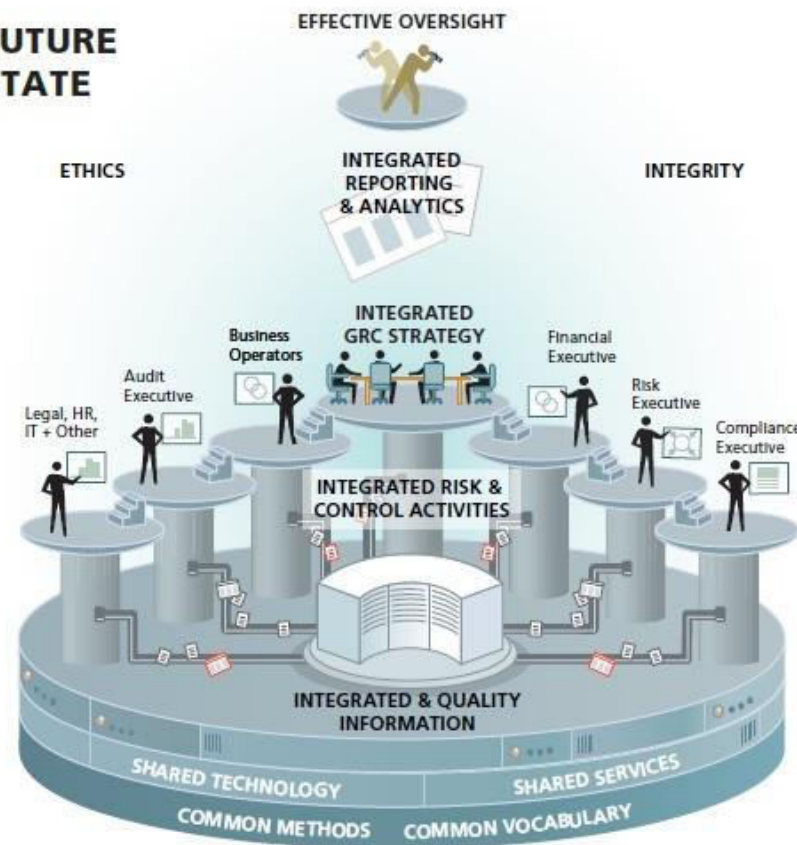 UTURE
TATE
EFFECTIVE OVERSIGHT
ETHICS
INTEGRATED
REPORTING
& ANALYTICS
INTEGRITY
INTEGRATED
GRC STRATEGY
Business
Operators
Financial
Executive
Audit
Executive
Risk
Executive
Legal, HR,
IT + Other
Compliance
Executive
INTEGRATED RISK &
CONTROL ACTIVITIES
INTEGRATED & QUALITY
INFORMATION
SHARED TECHNOLOGY
SHARED SERVICES
COMMON METHODS
COMMON VOCABULARY